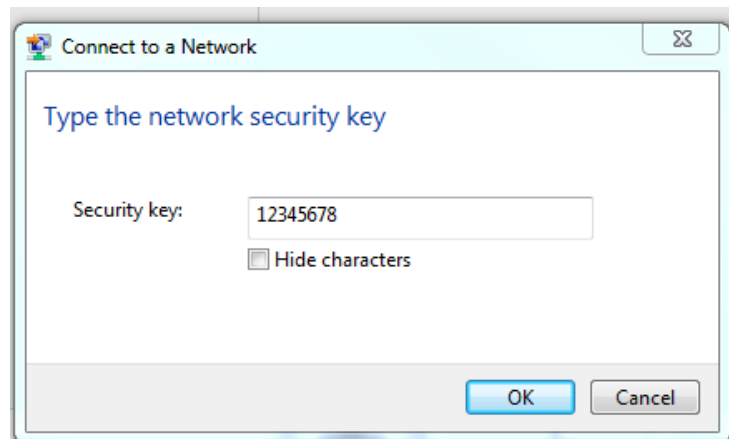 Connect to a Network
Type the network security key
Security key: 12345678
Hide characters
OK Cancel